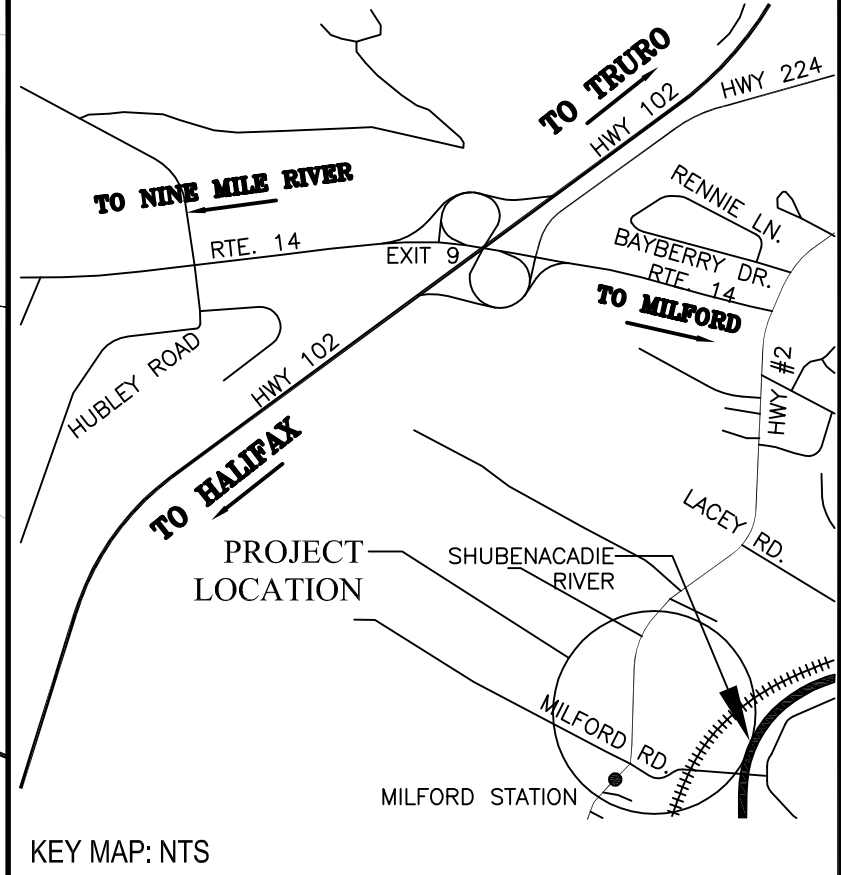 TO TRURO
HWY 102
HWY 224
TO NINE MILE RIVER
RTE. 14
EXIT 9
RENNIE LN.
BAYBERRY DR.
RTE. 14
TO MILFORD
HUBLEY ROAD
HWY 102
HWY #2
TO HALIFAX
LACEY RD.
PROJECT
LOCATION
SHUBENACADIE
RIVER
MILFORD RD.
MILFORD STATION
KEY MAP: NTS